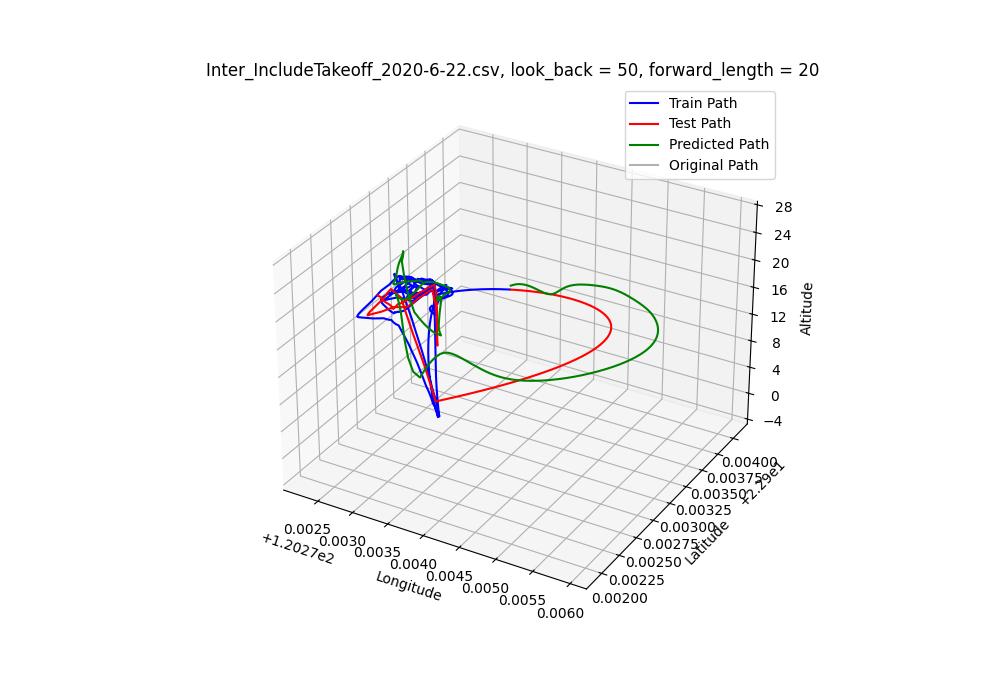 Inter_IncludeTakeoff_2020-6-22.csv, look_back = 50, forward_length = 20
Train Path
Test Path
Predicted Path
Original Path
28
24
20
16
12
8
4
0
−4
Altitude
0.00400
0.00375
0.00350
0.00325
0.00300
0.00275
0.00250
0.00225
0.00200
+2.29e1
Latitude
0.0025
0.0030
0.0035
0.0040
0.0045
0.0050
0.0055
0.0060
+1.2027e2
Longitude